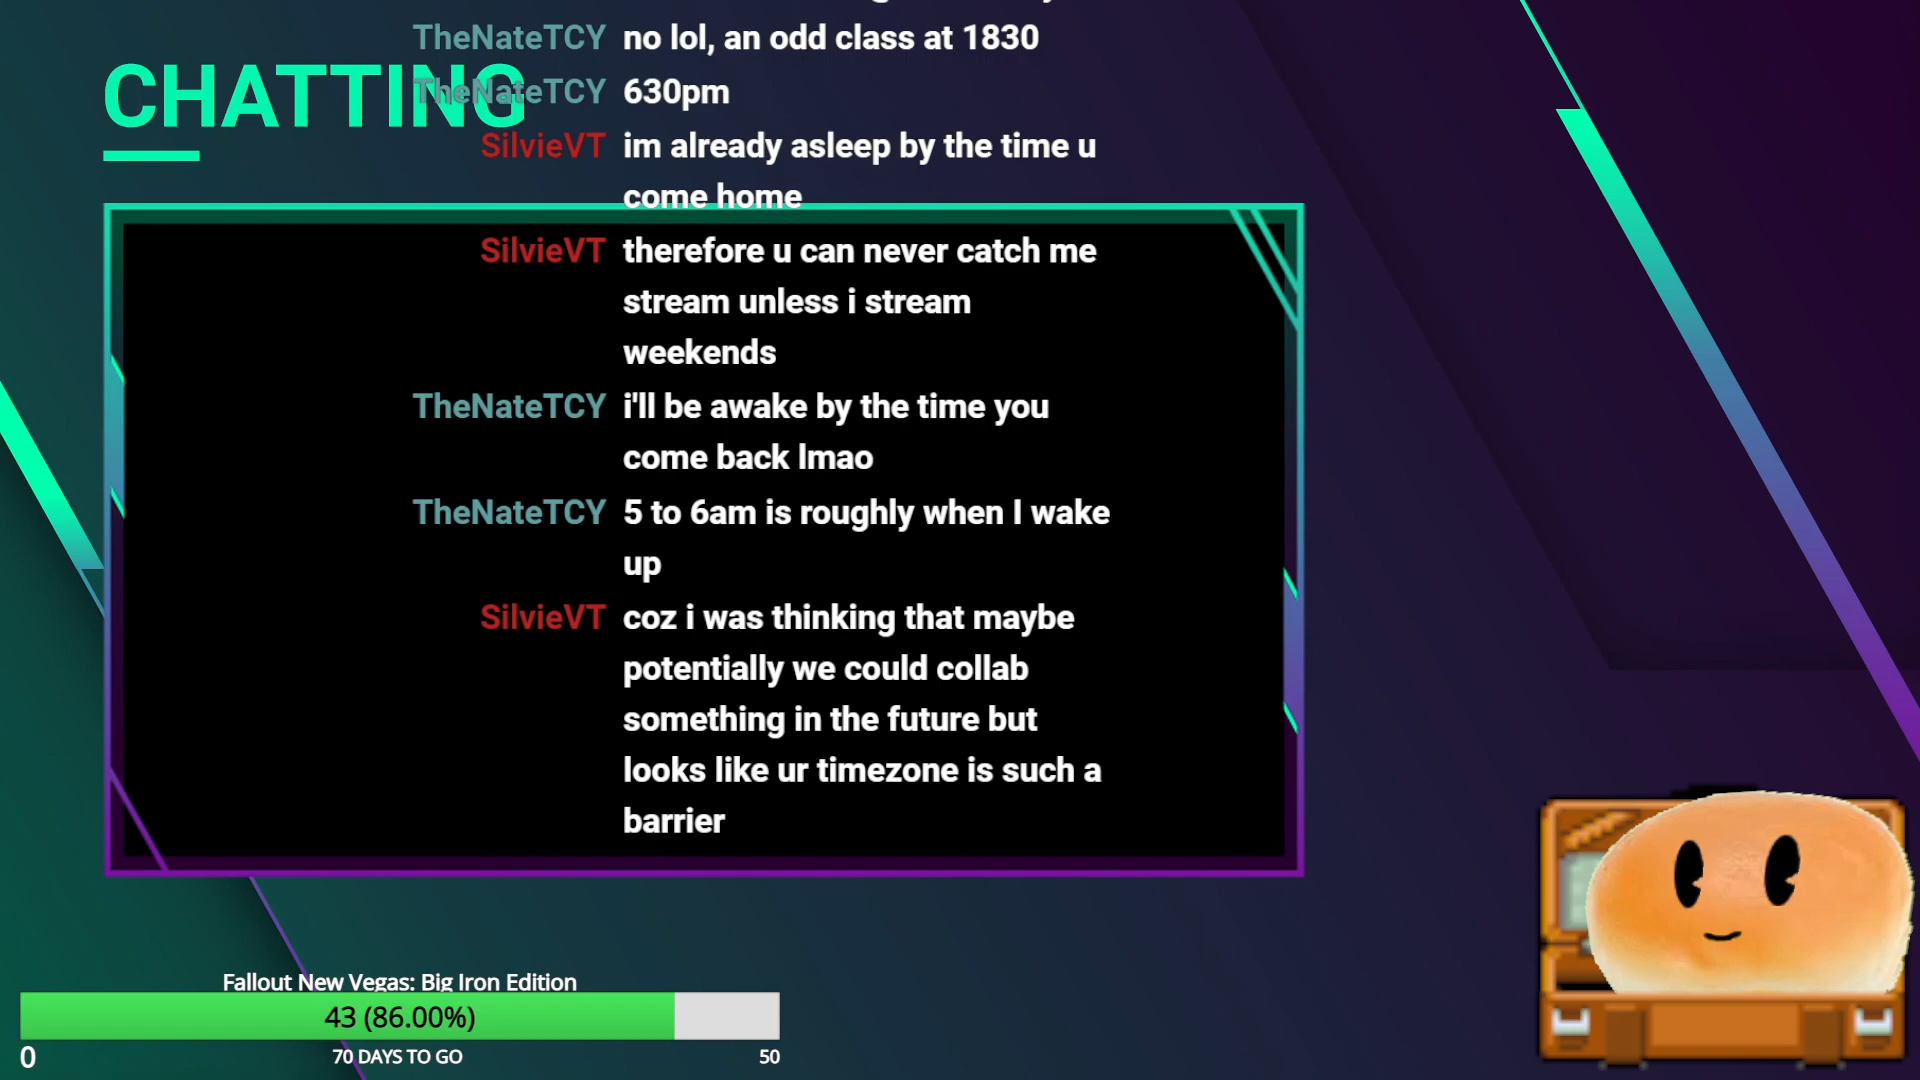 TheNateTCY no lol, an odd class at 1830
CHATTING
TheNateTCY 630pm
SilvieVT im already asleep by the time u
come home
SilvieVT therefore u can never catch me
stream unless i stream
weekends
TheNateTCY i'll be awake by the time you
come back lmao
TheNateTCY 5 to 6am is roughly when I wake
up
SilvieVT coz i was thinking that maybe
potentially we could collab
something in the future but
looks like ur timezone is such a
barrier
Fallout New Vegas: Big Iron Edition
43 (86.00%)
0 70 DAYS TO GO 50